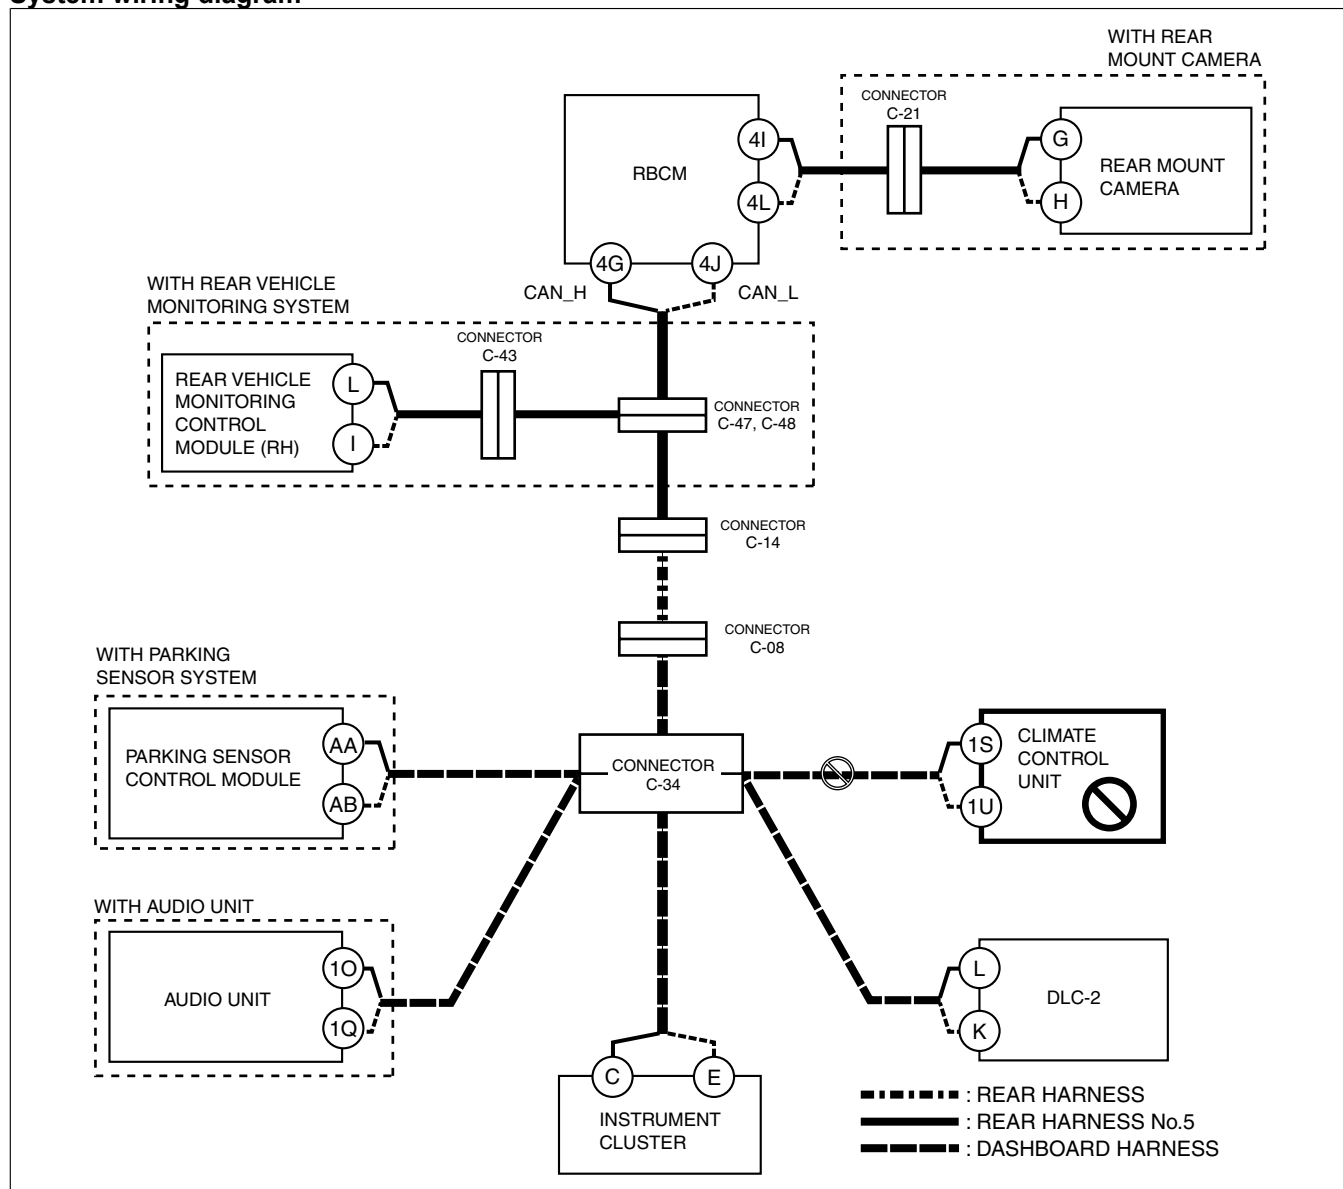 System wiring diagram
WITH REAR
MOUNT CAMERA
CONNECTOR
C-21
RBCM
4I
4L
4G
4J
G
H
REAR MOUNT
CAMERA
CAN_H
CAN_L
WITH REAR VEHICLE
MONITORING SYSTEM
CONNECTOR
C-43
REAR VEHICLE
MONITORING
CONTROL
MODULE (RH)
L
I
CONNECTOR
C-47, C-48
CONNECTOR
C-14
CONNECTOR
C-08
WITH PARKING
SENSOR SYSTEM
PARKING SENSOR
CONTROL MODULE
AA
AB
CONNECTOR
C-34
1S
1U
CLIMATE
CONTROL
UNIT
WITH AUDIO UNIT
AUDIO UNIT
1O
1Q
L
K
DLC-2
C
E
INSTRUMENT
CLUSTER
: REAR HARNESS
: REAR HARNESS No.5
: DASHBOARD HARNESS